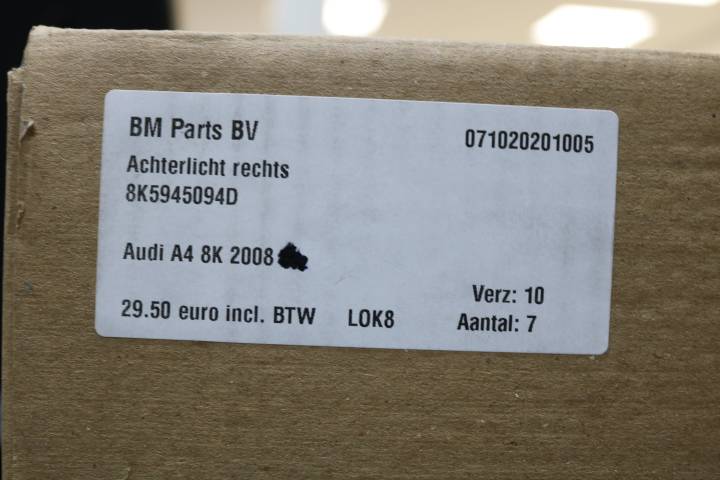 BM Parts BV
071020201005
Achterlicht rechts
8K5945094D
Audi A4 8K 2008
Verz: 10
29.50 euro incl. BTW LOK8 Aantal: 7